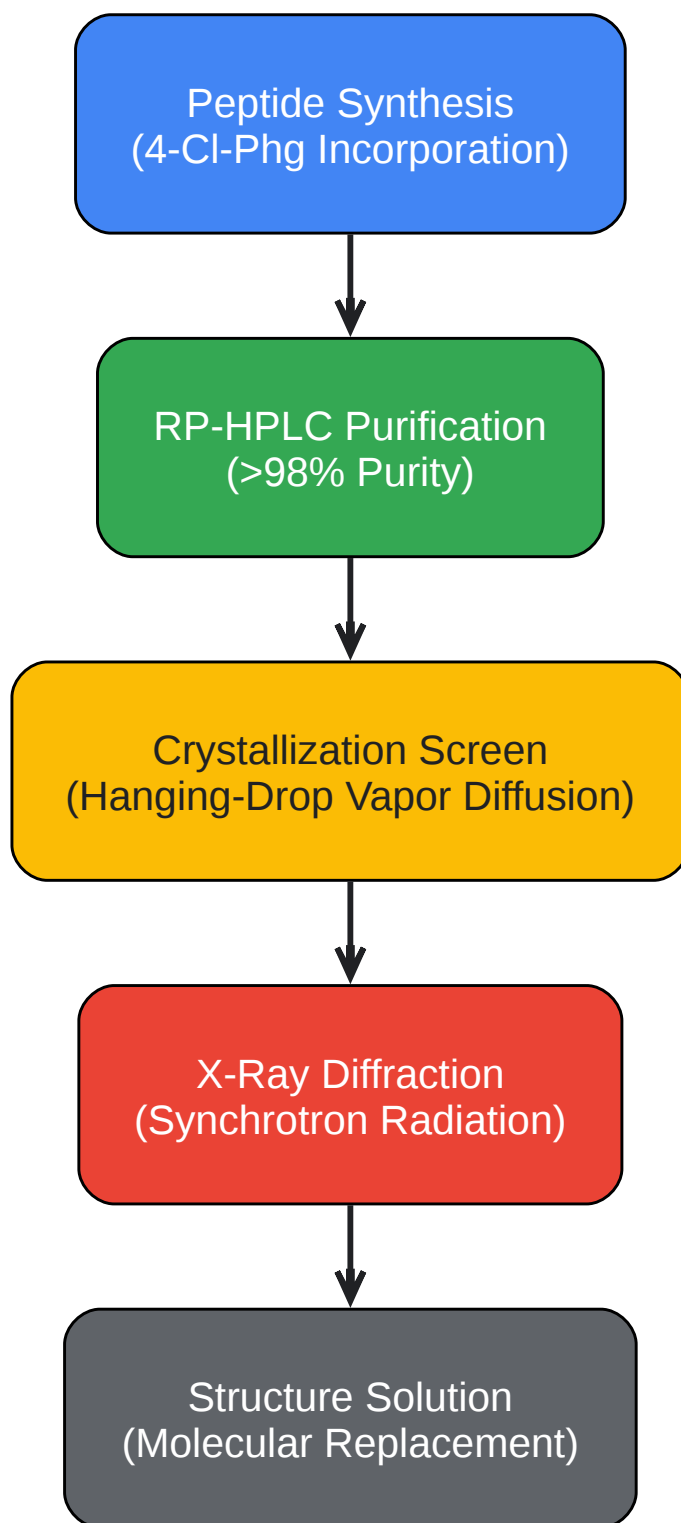 Peptide Synthesis
(4-Cl-Phg Incorporation)
RP-HPLC Purification
(>98% Purity)
Crystallization Screen
(Hanging-Drop Vapor Diffusion)
X-Ray Diffraction
(Synchrotron Radiation)
Structure Solution
(Molecular Replacement)